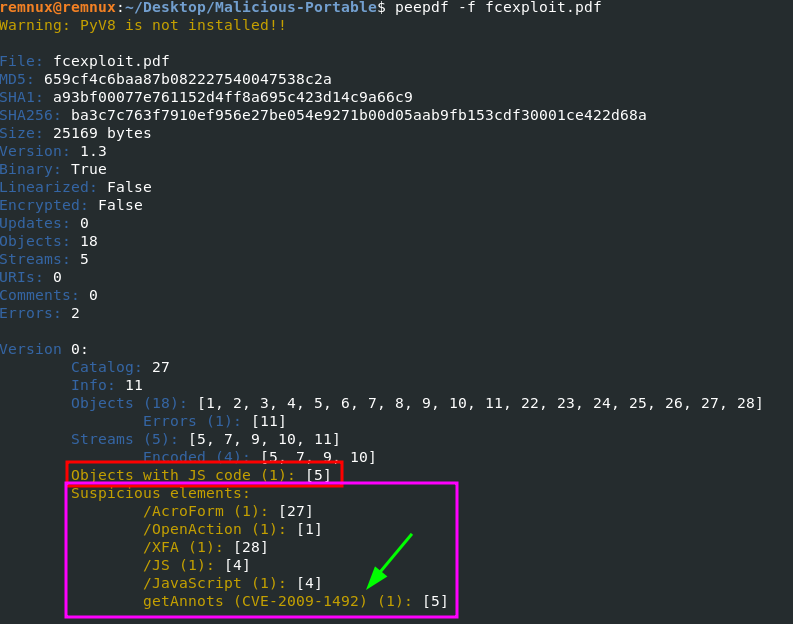 remnux@remnux:~/Desktop/Malicious-Portable$ peepdf -f fcexploit.pdf
Warning: PyV8 is not installed!!

File: fcexploit.pdf
MD5: 659cf4c6baa87b082227540047538c2a
SHA1: a93bf00077e761152d4ff8a695c423d14c9a66c9
SHA256: ba3c7c763f7910ef956e27be054e9271b00d05aab9fb153cdf30001ce422d68a
Size: 25169 bytes
Version: 1.3
Binary: True
Linearized: False
Encrypted: False
Updates: 0
Objects: 18
Streams: 5
URIs: 0
Comments: 0
Errors: 2

Version 0:
        Catalog: 27
        Info: 11
        Objects (18): [1, 2, 3, 4, 5, 6, 7, 8, 9, 10, 11, 22, 23, 24, 25, 26, 27, 28]
                Errors (1): [11]
        Streams (5): [5, 7, 9, 10, 11]
                Encoded (4): [5, 7, 9, 10]
        Objects with JS code (1): [5]
        Suspicious elements:
                /AcroForm (1): [27]
                /OpenAction (1): [1]
                /XFA (1): [28]
                /JS (1): [4]
                /JavaScript (1): [4]
                getAnnots (CVE-2009-1492) (1): [5]